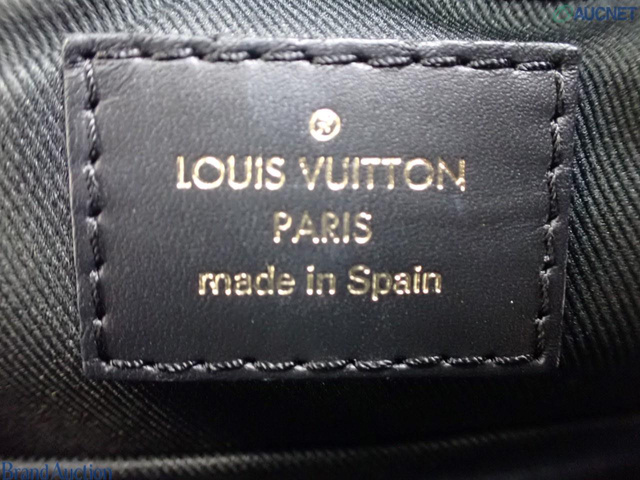 AUCNET
®
LOUIS VUITTON
PARIS
made in Spain
Brand Auction